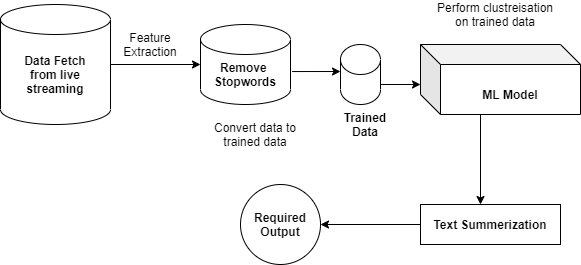 Data Fetch
from live
streaming
Feature
Extraction
Remove
Stopwords
Convert data to
trained data
Trained
Data
Perform clustreisation
on trained data
ML Model
Text Summerization
Required
Output